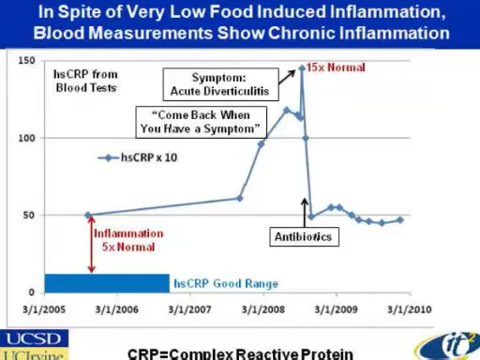 In Spite of Very Low Food Induced Inflammation,
Blood Measurements Show Chronic Inflammation
150
100
50
0
hsCRP from
Blood Tests
Symptom:
Acute Diverticulitis
15x Normal
"Come Back When
You Have a Symptom"
hsCRP x 10
Inflammation
5x Normal
Antibiotics
hsCRP Good Range
3/1/2005 3/1/2006 3/1/2007 3/1/2008 3/1/2009 3/1/2010
UCSD
UCIrvine
CRP=Complex Reactive Protein
it2